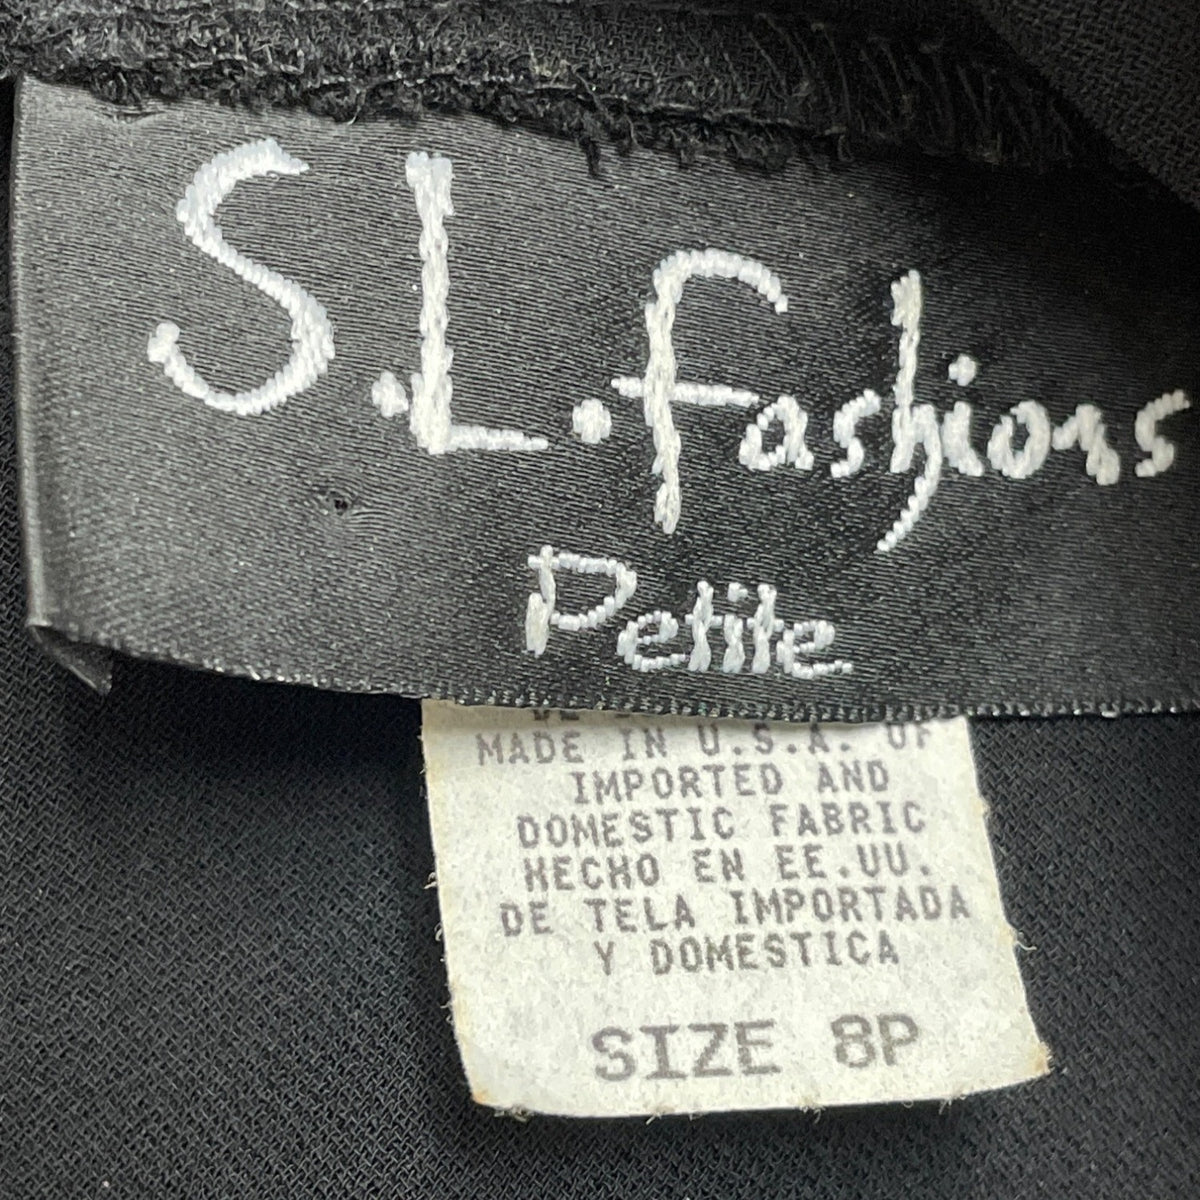 S.L. Fashions
Petite
MADE IN U.S.A. OF
IMPORTED AND
DOMESTIC FABRIC
HECHO EN EE.UU.
DE TELA IMPORTADA
Y DOMESTICA
SIZE 8P